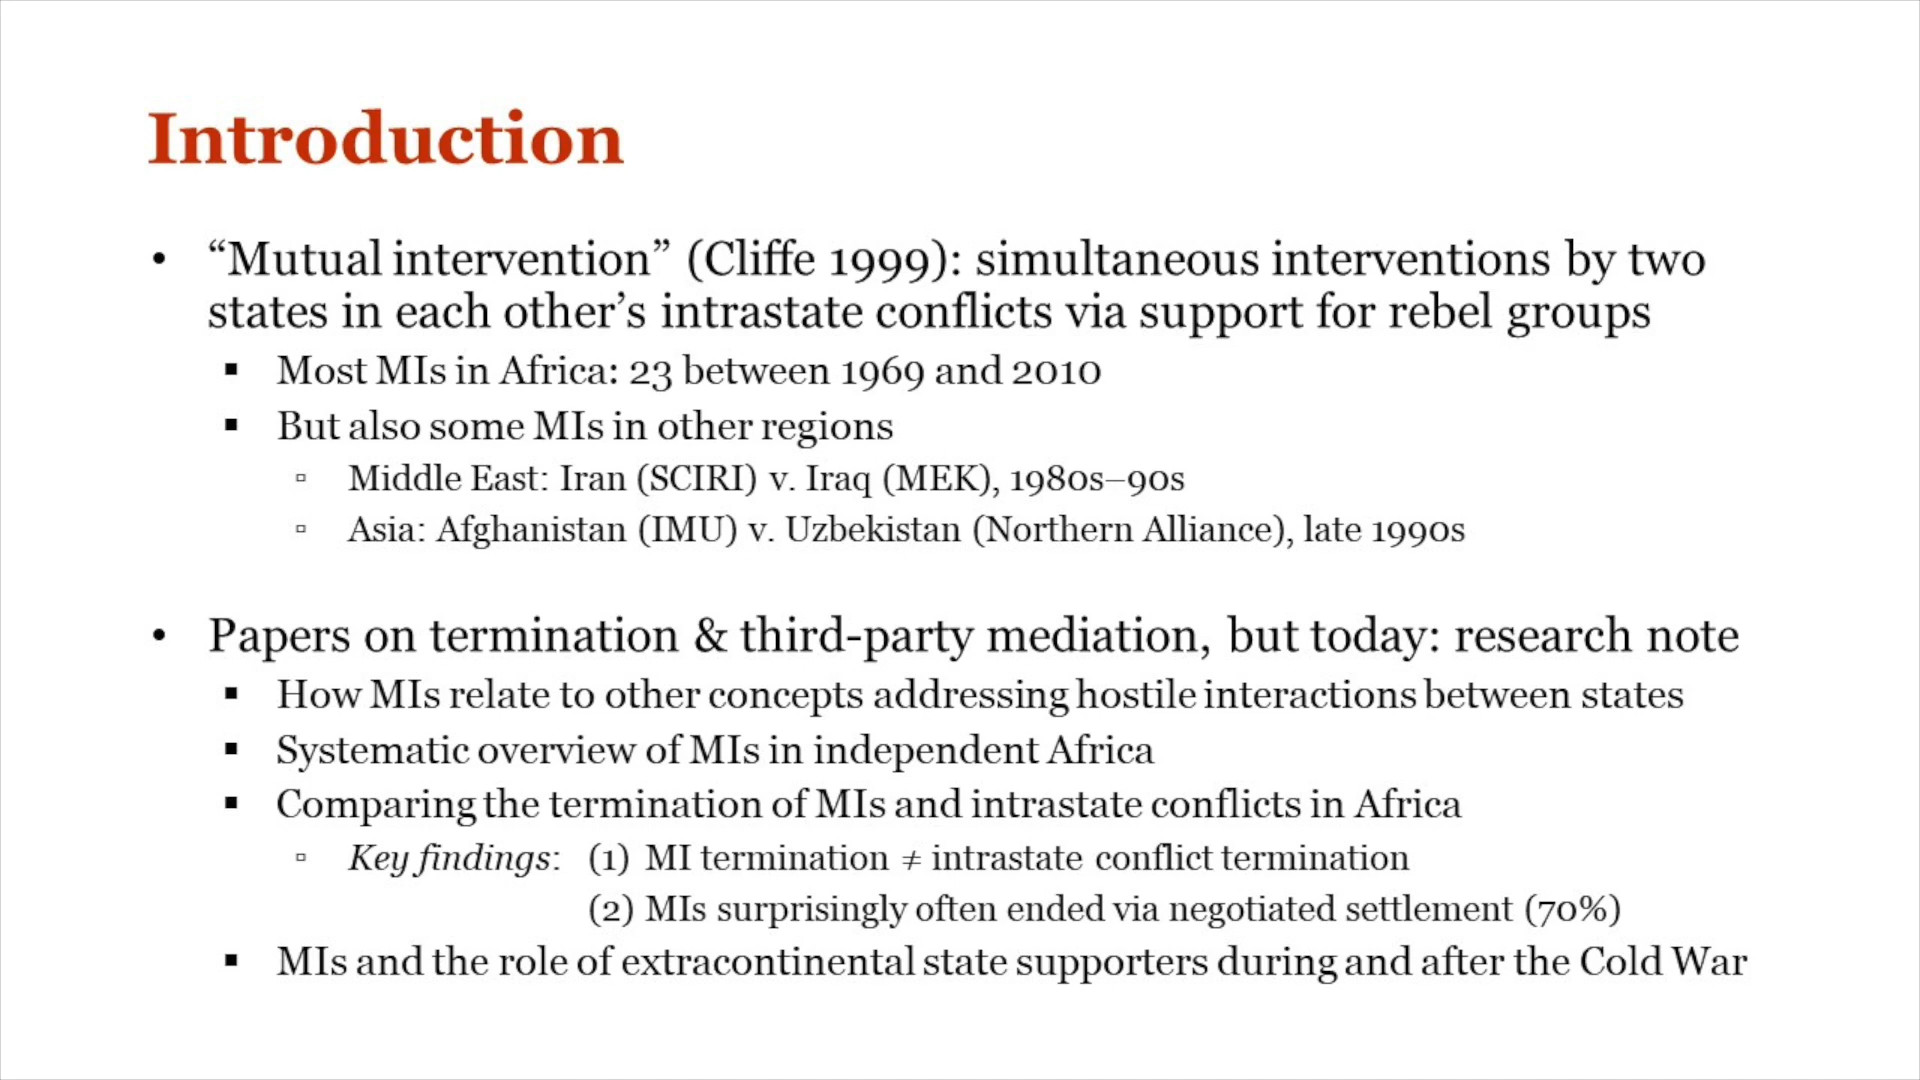 Introduction
• “Mutual intervention” (Cliffe 1999): simultaneous interventions by two
states in each other’s intrastate conflicts via support for rebel groups
▪ Most MIs in Africa: 23 between 1969 and 2010
▪ But also some MIs in other regions
▫ Middle East: Iran (SCIRI) v. Iraq (MEK), 1980s–90s
▫ Asia: Afghanistan (IMU) v. Uzbekistan (Northern Alliance), late 1990s
• Papers on termination & third-party mediation, but today: research note
▪ How MIs relate to other concepts addressing hostile interactions between states
▪ Systematic overview of MIs in independent Africa
▪ Comparing the termination of MIs and intrastate conflicts in Africa
▫ Key findings: (1) MI termination ≠ intrastate conflict termination
(2) MIs surprisingly often ended via negotiated settlement (70%)
▪ MIs and the role of extracontinental state supporters during and after the Cold War